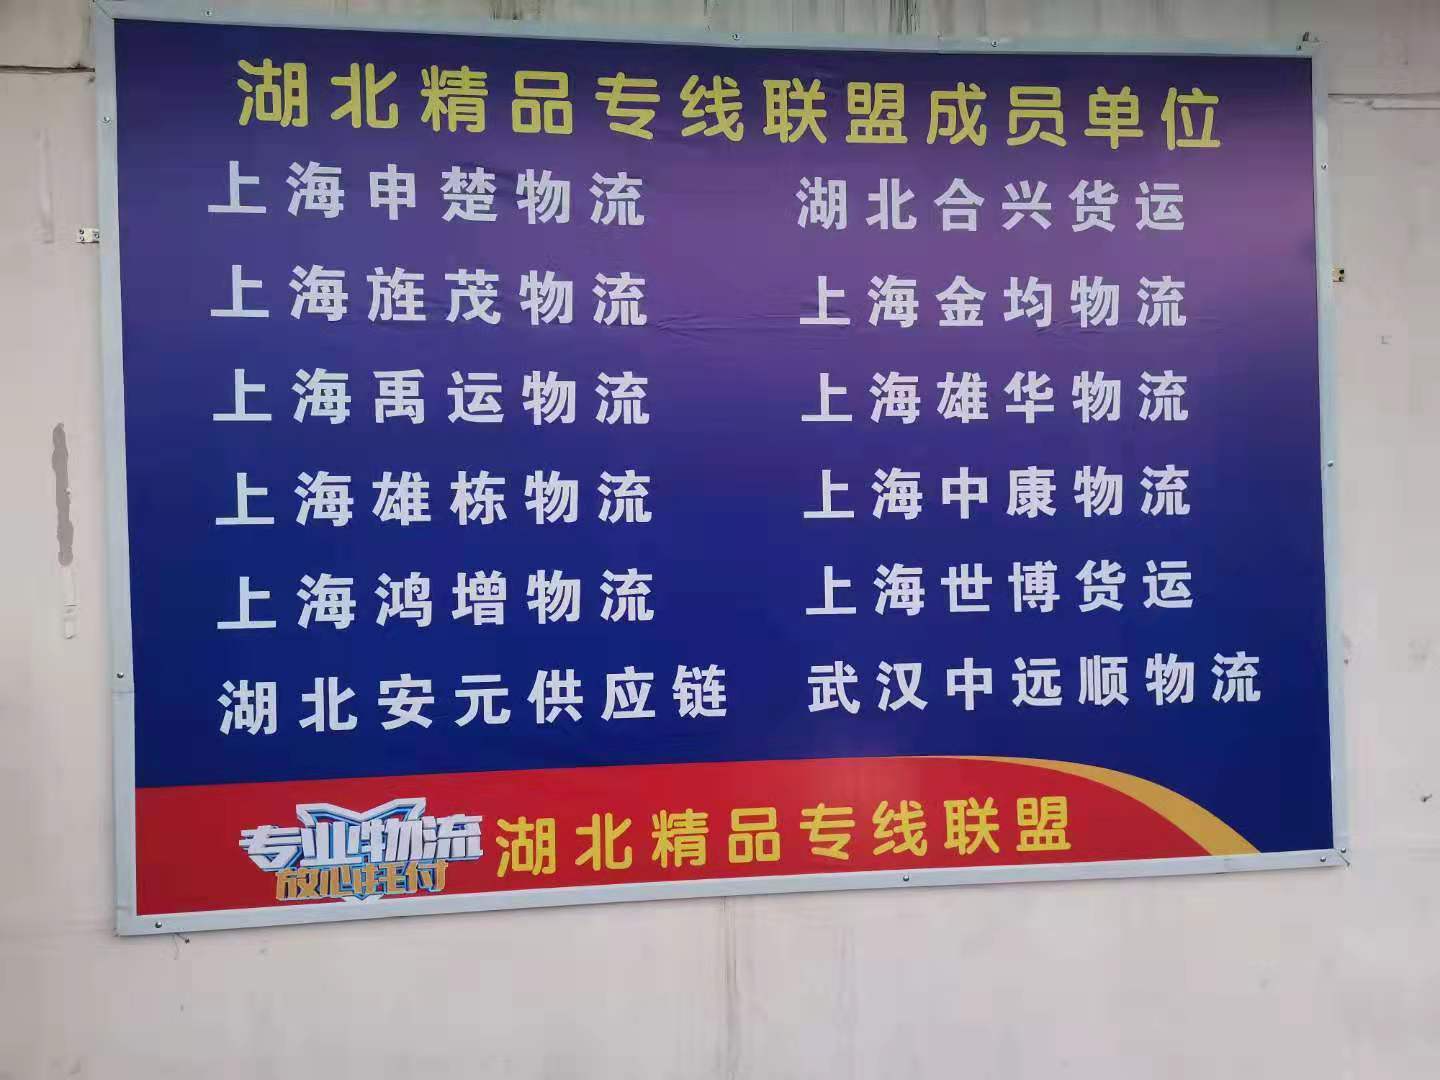 湖北精品专线联盟成员单位
上海申楚物流 湖北合兴货运
上海旌茂物流 上海金均物流
上海禹运物流 上海雄华物流
上海雄栋物流 上海中康物流
上海鸿增物流 上海世博货运
湖北安元供应链 武汉中远顺物流
专业物流
放心托付
湖北精品专线联盟